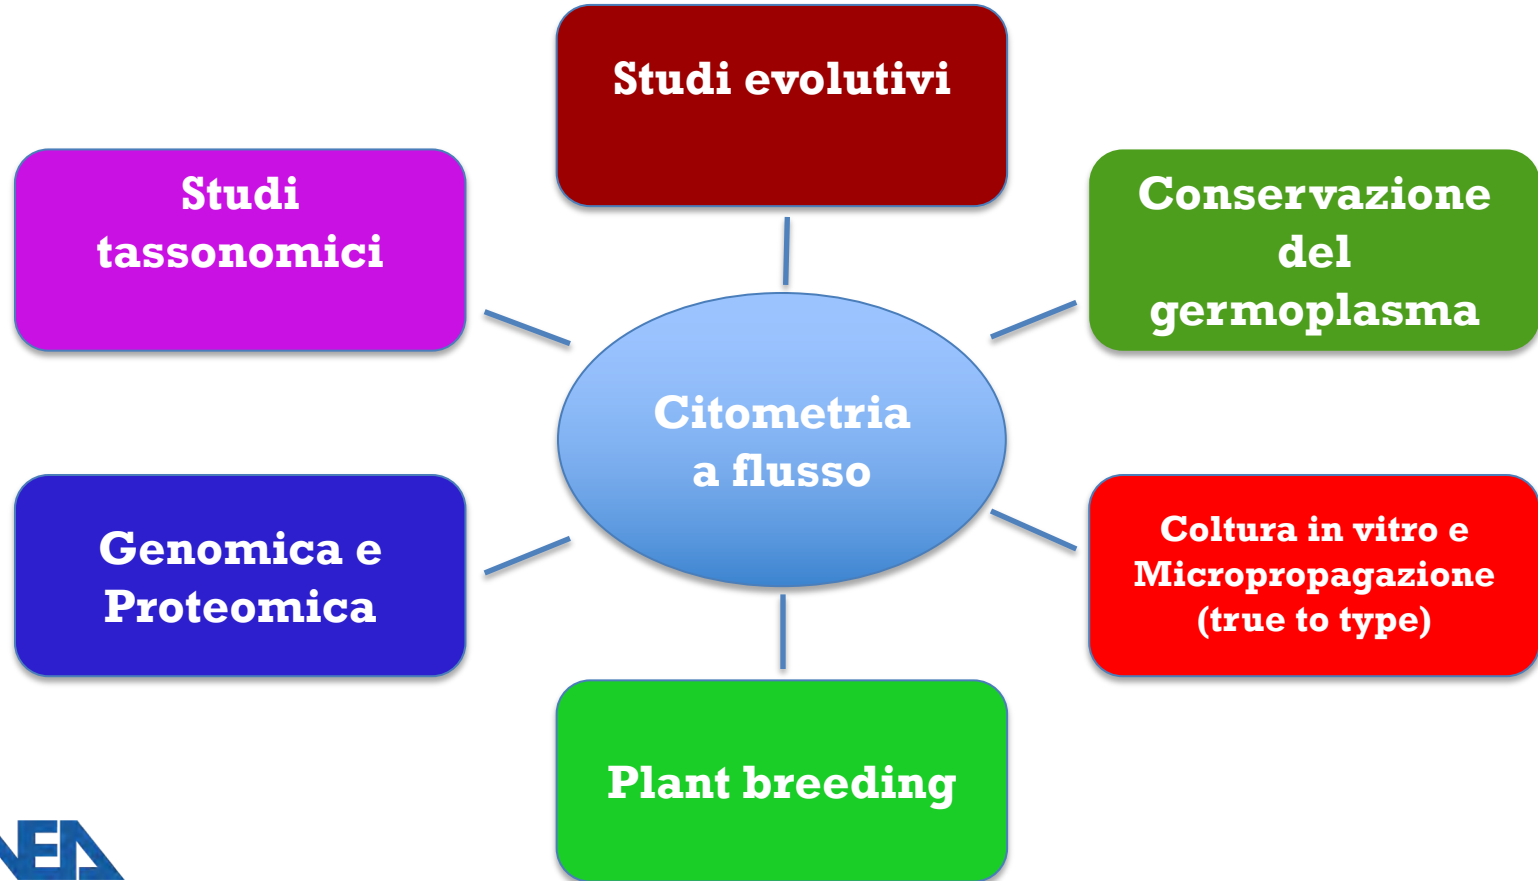 Studi evolutivi
Studi
tassonomici
Conservazione
del
germoplasma
Citometria
a flusso
Genomica e
Proteomica
Coltura in vitro e
Micropropagazione
(true to type)
Plant breeding